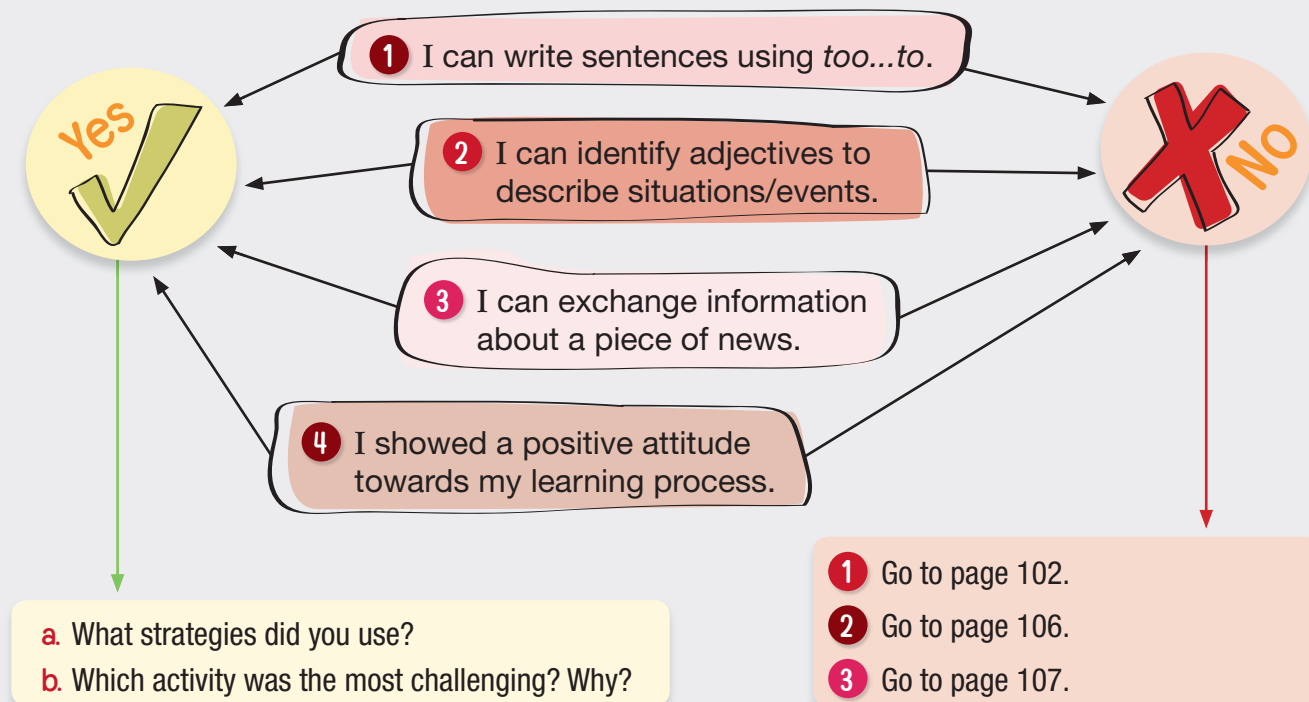 1 I can write sentences using too...to.
Yes
No
2 I can identify adjectives to
describe situations/events.
3 I can exchange information
about a piece of news.
4 I showed a positive attitude
towards my learning process.
a. What strategies did you use?
b. Which activity was the most challenging? Why?
1 Go to page 102.
2 Go to page 106.
3 Go to page 107.